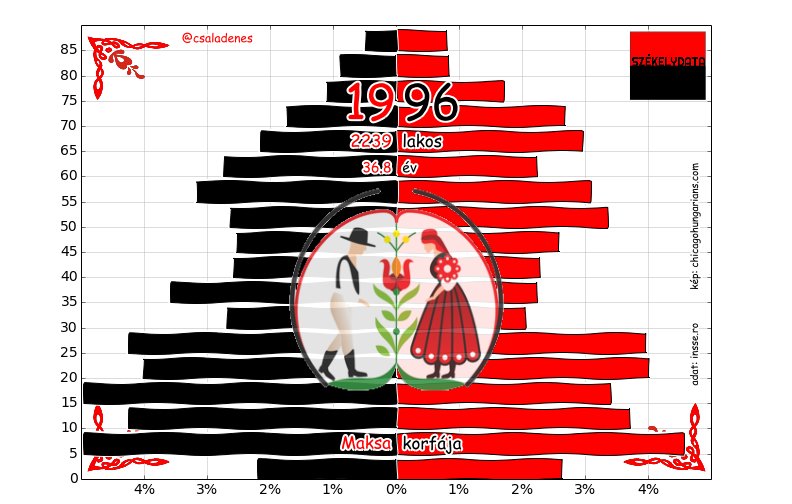 @csaladenes
SZÉKELYDATA
1996
2239 lakos
36.8 év
kép: chicagohungarians.com
adat: insse.ro
Maksa korfája
85
80
75
70
65
60
55
50
45
40
35
30
25
20
15
10
5
0
4% 3% 2% 1% 0% 1% 2% 3% 4%